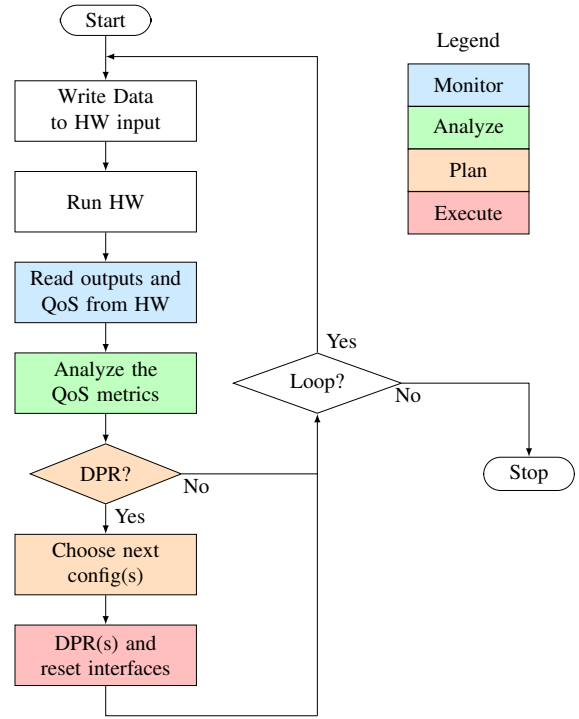 Start
Write Data
to HW input
Run HW
Read outputs and
QoS from HW
Analyze the
QoS metrics
DPR?
No
Yes
Choose next
config(s)
DPR(s) and
reset interfaces
Yes
Loop?
No
Stop
Legend
Monitor
Analyze
Plan
Execute